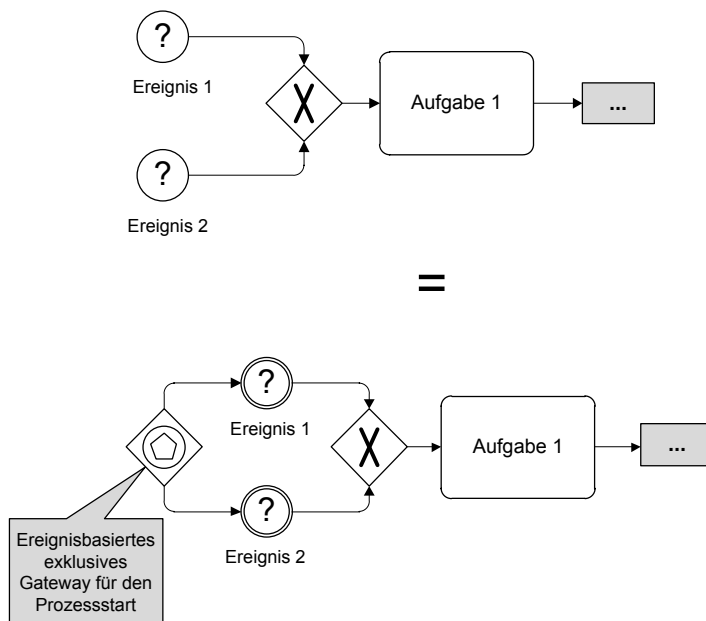 ?
Ereignis 1
X
Aufgabe 1
...
?
Ereignis 2
=
?
Ereignis 1
X
Aufgabe 1
...
?
Ereignis 2
Ereignisbasiertes
exklusives
Gateway für den
Prozessstart